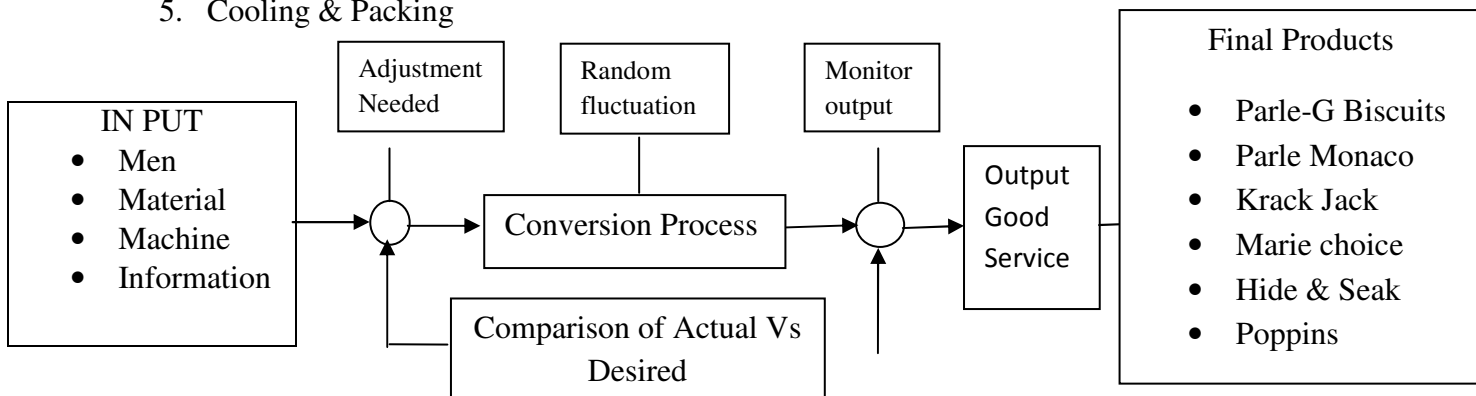 5. Cooling & Packing
IN PUT
• Men
• Material
• Machine
• Information
Adjustment
Needed
Random
fluctuation
Monitor
output
Conversion Process
Comparison of Actual Vs
Desired
Output
Good
Service
Final Products
• Parle-G Biscuits
• Parle Monaco
• Krack Jack
• Marie choice
• Hide & Seak
• Poppins